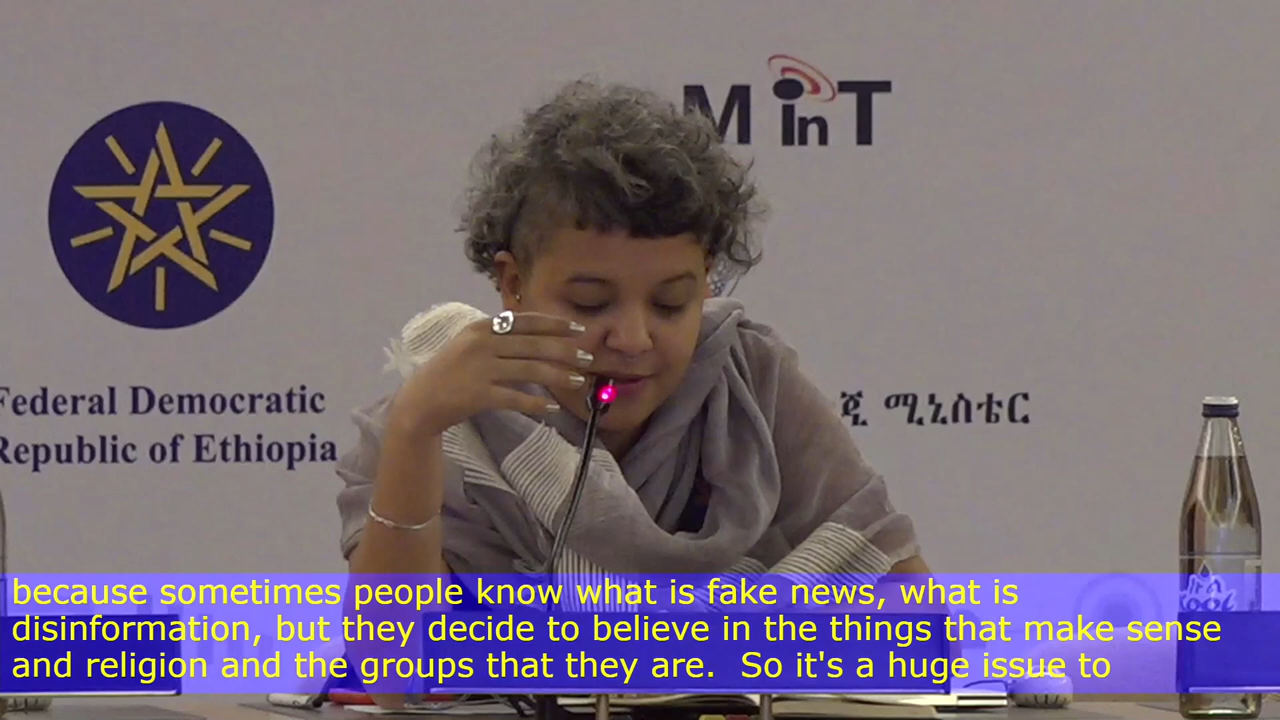 M In T
Federal Democratic
Republic of Ethiopia
ጂ ሚኒስቴር
because sometimes people know what is fake news, what is
disinformation, but they decide to believe in the things that make sense
and religion and the groups that they are.  So it's a huge issue to